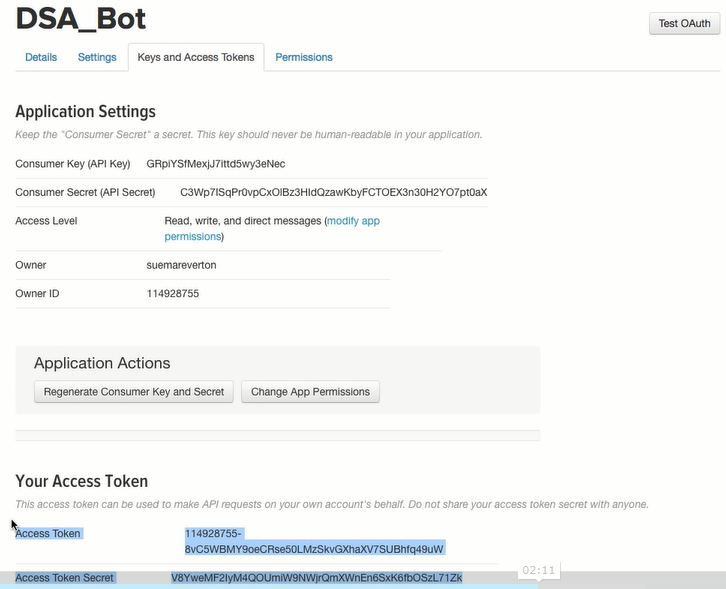 DSA_Bot
Test OAuth
Details Settings Keys and Access Tokens Permissions
Application Settings
Keep the "Consumer Secret" a secret. This key should never be human-readable in your application.
Consumer Key (API Key) GRpiYSfMexjJ7ittd5wy3eNec
Consumer Secret (API Secret)
Access Level Read, write, and direct messages (modify app
permissions)
Owner suemareverton
Owner ID 114928755
Application Actions
Regenerate Consumer Key and Secret Change App Permissions
Your Access Token
This access token can be used to make API requests on your own account's behalf. Do not share your access token secret with anyone.
Access Token 114928755-
8vC5WBMY9oeCRse50LMzSkvGXhaXV7SUBhfq49uW
Access Token Secret
02:11